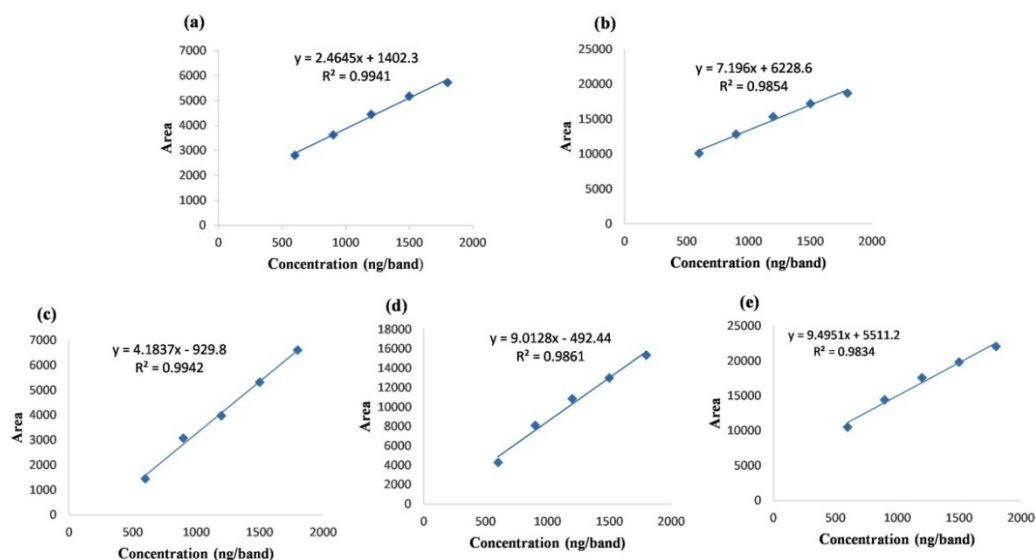 (a)
y = 2.4645x + 1402.3
R² = 0.9941
7000
6000
5000
4000
3000
2000
1000
0
Area
0 500 1000 1500 2000
Concentration (ng/band)
(b)
y = 7.196x + 6228.6
R² = 0.9854
25000
20000
15000
10000
5000
0
Area
0 500 1000 1500 2000
Concentration (ng/band)
(c)
y = 4.1837x - 929.8
R² = 0.9942
7000
6000
5000
4000
3000
2000
1000
0
Area
0 500 1000 1500 2000
Concentration (ng/band)
(d)
y = 9.0128x - 492.44
R² = 0.9861
18000
16000
14000
12000
10000
8000
6000
4000
2000
0
Area
0 500 1000 1500 2000
Concentration (ng/band)
(e)
y = 9.4951x + 5511.2
R² = 0.9834
25000
20000
15000
10000
5000
0
Area
0 500 1000 1500 2000
Concentration (ng/band)